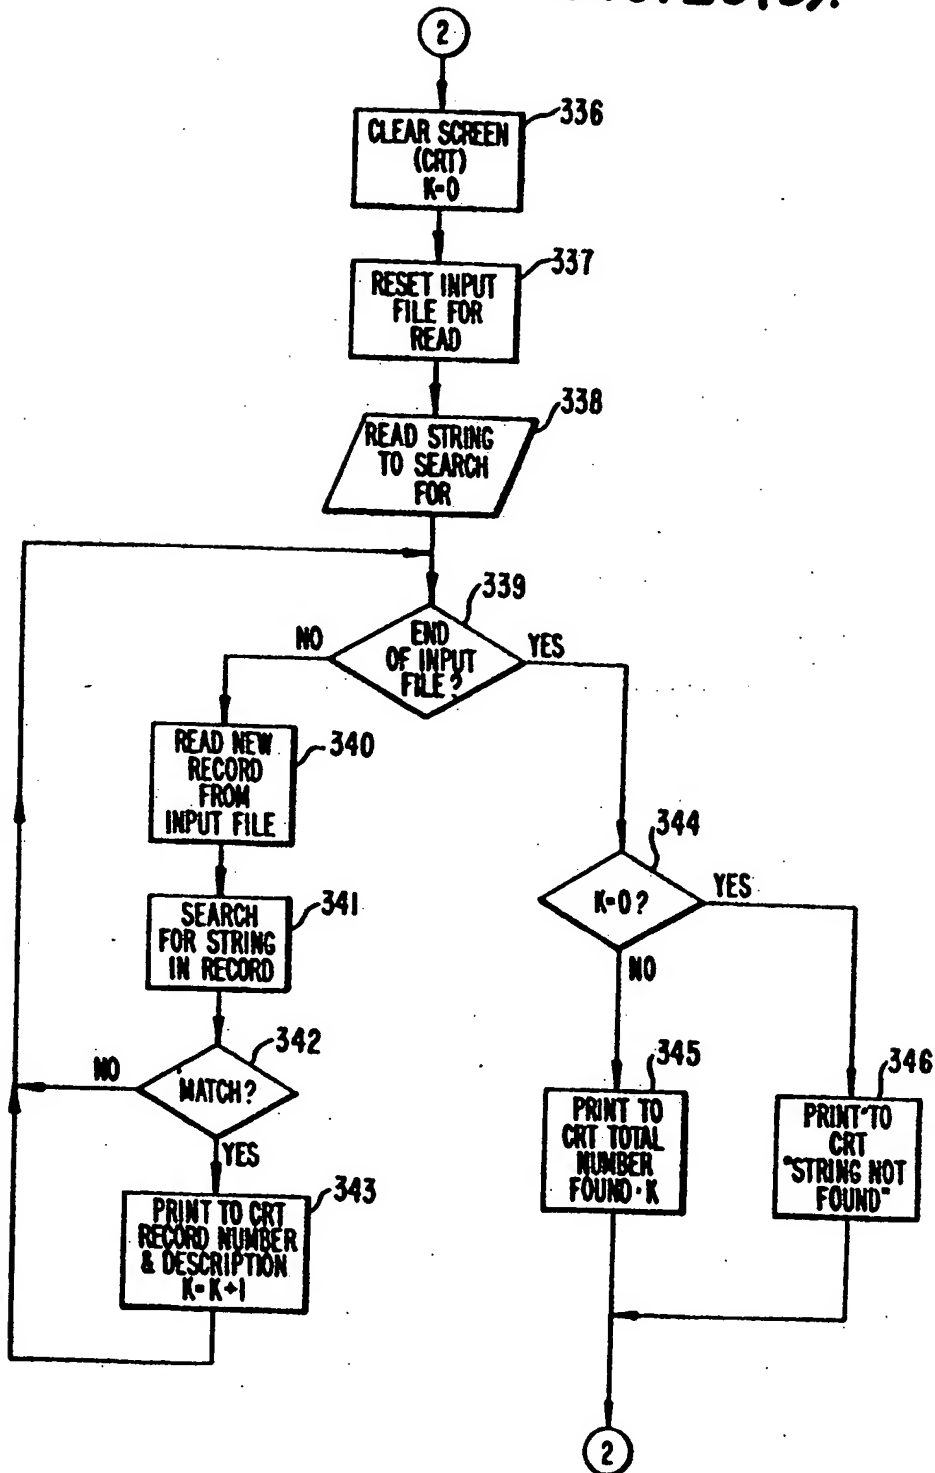 2
336
CLEAR SCREEN
(CRT)
K=0
337
RESET INPUT
FILE FOR
READ
338
READ STRING
TO SEARCH
FOR
339
END
OF INPUT
FILE?
NO
YES
READ NEW
RECORD
FROM
INPUT FILE
340
SEARCH
FOR STRING
IN RECORD
341
MATCH?
342
NO
YES
PRINT TO CRT
RECORD NUMBER
& DESCRIPTION
K=K+1
343
K=0?
344
YES
NO
PRINT TO
CRT TOTAL
NUMBER
FOUND·K
345
PRINT TO
CRT
"STRING NOT
FOUND"
346
2